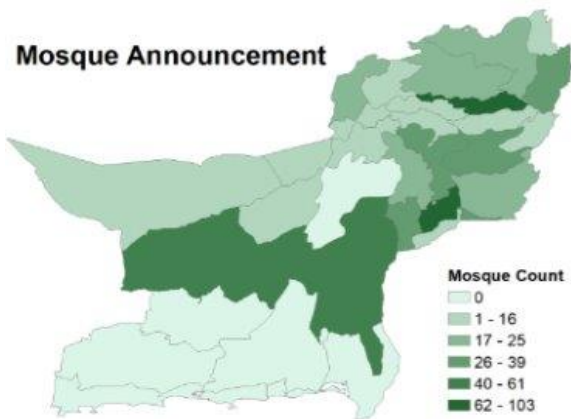 Mosque Announcement
Mosque Count
0
1 - 16
17 - 25
26 - 39
40 - 61
62 - 103